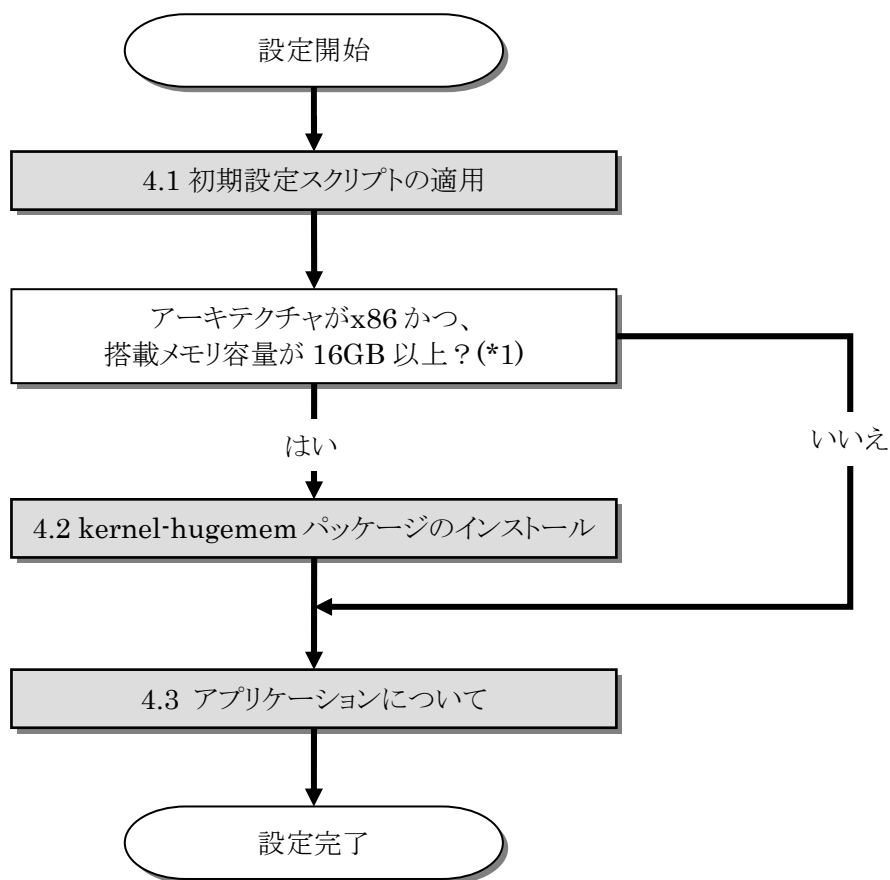 設定開始
4.1 初期設定スクリプトの適用
アーキテクチャがx86 かつ、
搭載メモリ容量が 16GB 以上？(*1)
はい
いいえ
4.2 kernel-hugemem パッケージのインストール
4.3 アプリケーションについて
設定完了